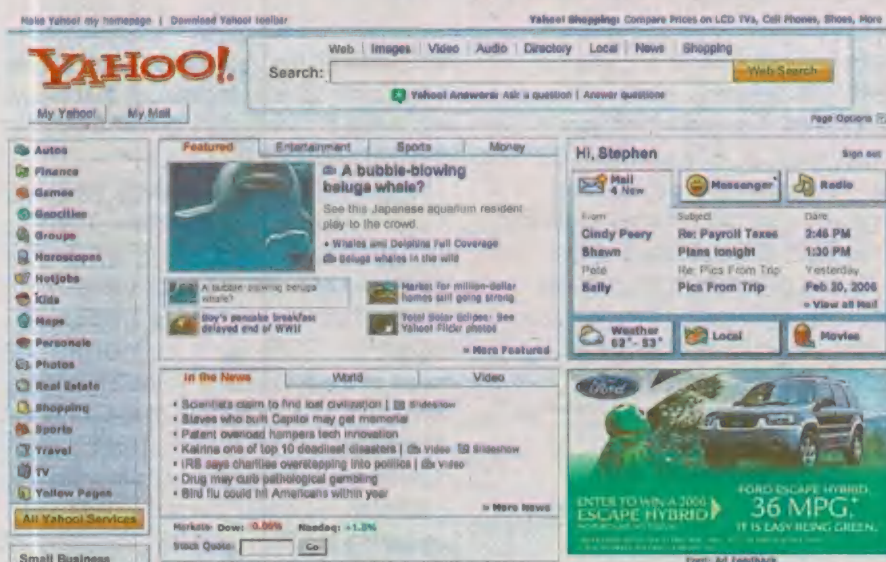 Make Yahoo! my homepage | Download Yahoo! toolbar
Yahoo! Shopping: Compare Prices on LCD TVs, Cell Phones, Shoes, More
YAHOO!
Web | Images | Video | Audio | Directory | Local | News | Shopping
Search:
Web Search
Yahoo! Answers: Ask a question | Answer questions
My Yahoo! My Mail
Page Options
Autos
Finance
Games
Geocities
Groups
Horoscopes
Hotjobs
Kids
Maps
Personals
Photos
Real Estate
Shopping
Sports
Travel
TV
Yellow Pages
All Yahoo! Services
Small Business
Featured Entertainment Sports Money
A bubble-blowing
beluga whale?
See this Japanese aquarium resident
play to the crowd.
• Whales and Dolphins Full Coverage
Beluga whales in the wild
A bubble blowing beluga
whale?
Market for million-dollar
homes still going strong
Boy's pancake breakfast
delayed end of WWII
Total Solar Eclipse: See
Yahoo! Flickr photos
» More Featured
In the News World Video
• Scientists claim to find lost civilization | Slideshow
• Slaves who built Capitol may get memorial
• Patent overload hampers tech innovation
• Katrina one of top 10 deadliest disasters | Video Slideshow
• IRS says charities overstepping into politics | Video
• Drug may curb pathological gambling
• Bird flu could hit Americans within year
» More News
Markets: Dow: 0.06% Nasdaq: +1.8%
Stock Quote: Go
Hi, Stephen
Sign out
Mail
4 New
Messenger
Radio
From Subject Date
Cindy Peery Re: Payroll Taxes 2:46 PM
Shawn Plans tonight 1:30 PM
Pete Re: Pics From Trip Yesterday
Sally Pics From Trip Feb 20, 2006
» View all Mail
Weather
63°- 53°
Local
Movies
Ford
ENTER TO WIN A 2006
ESCAPE HYBRID
FORD ESCAPE HYBRID.
36 MPG.*
IT IS EASY BEING GREEN.
Ford: Ad Feedback